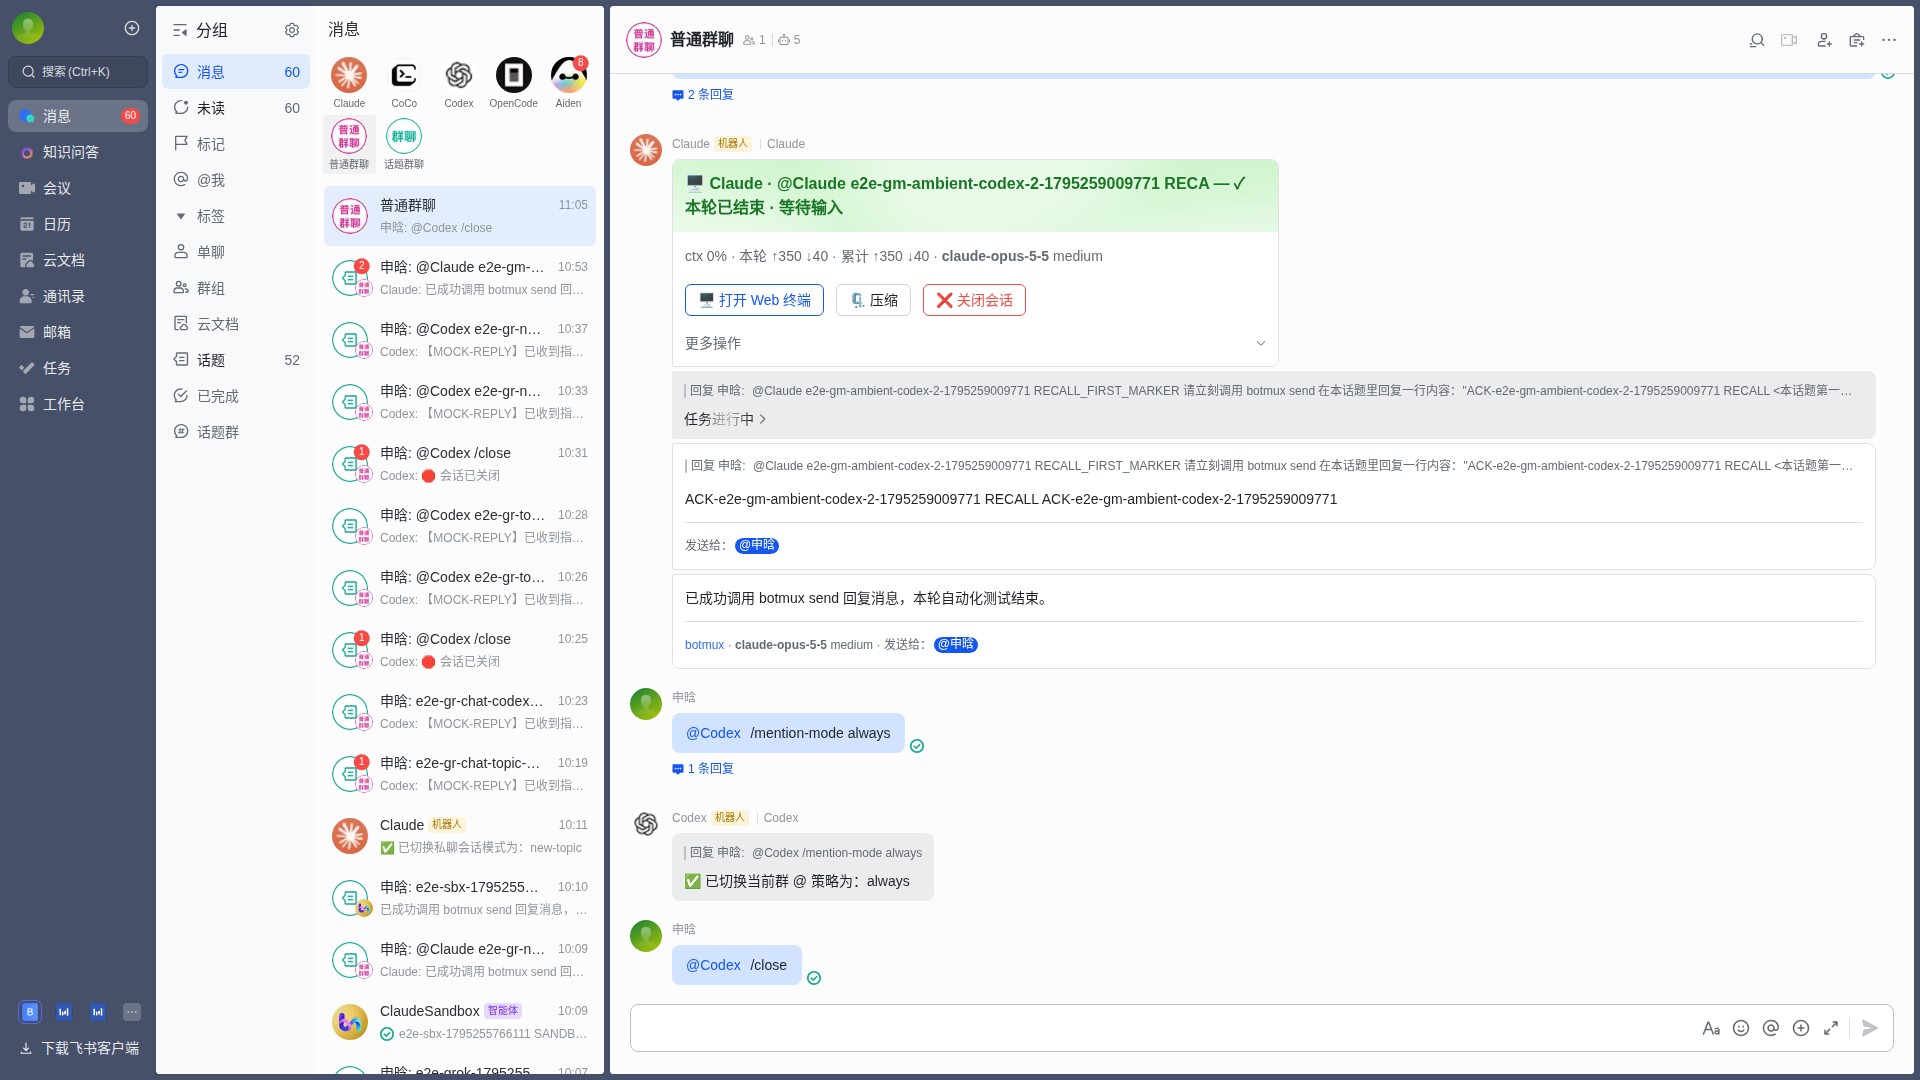 搜索 (Ctrl+K)
消息 60
知识问答
会议
日历
云文档
通讯录
邮箱
任务
工作台
下载飞书客户端
分组
消息 60
未读 60
标记
@我
标签
单聊
群组
云文档
话题 52
已完成
话题群
消息
Claude
CoCo
Codex
OpenCode
8
Aiden
普通群聊
普通群聊
群聊
话题群聊
普通群聊
普通群聊 11:05
申晗: @Codex /close
2
申晗: @Claude e2e-gm-… 10:53
Claude: 已成功调用 botmux send 回…
申晗: @Codex e2e-gr-n… 10:37
Codex: 【MOCK-REPLY】已收到指…
申晗: @Codex e2e-gr-n… 10:33
Codex: 【MOCK-REPLY】已收到指…
1
申晗: @Codex /close 10:31
Codex: 🛑 会话已关闭
申晗: @Codex e2e-gr-to… 10:28
Codex: 【MOCK-REPLY】已收到指…
申晗: @Codex e2e-gr-to… 10:26
Codex: 【MOCK-REPLY】已收到指…
1
申晗: @Codex /close 10:25
Codex: 🛑 会话已关闭
申晗: e2e-gr-chat-codex… 10:23
Codex: 【MOCK-REPLY】已收到指…
1
申晗: e2e-gr-chat-topic-… 10:19
Codex: 【MOCK-REPLY】已收到指…
Claude 机器人 10:11
✅ 已切换私聊会话模式为：new-topic
申晗: e2e-sbx-1795255… 10:10
已成功调用 botmux send 回复消息，…
申晗: @Claude e2e-gr-n… 10:09
Claude: 已成功调用 botmux send 回…
ClaudeSandbox 智能体 10:09
e2e-sbx-1795255766111 SANDB…
申晗: e2e-grok-1795255… 10:07
普通群聊
普通群聊 1 5
2 条回复
Claude 机器人 Claude
🖥️ Claude · @Claude e2e-gm-ambient-codex-2-1795259009771 RECA — ✓
本轮已结束 · 等待输入
ctx 0% · 本轮 ↑350 ↓40 · 累计 ↑350 ↓40 · claude-opus-5-5 medium
🖥️ 打开 Web 终端 🗜️ 压缩 ❌ 关闭会话
更多操作
回复 申晗：@Claude e2e-gm-ambient-codex-2-1795259009771 RECALL_FIRST_MARKER 请立刻调用 botmux send 在本话题里回复一行内容："ACK-e2e-gm-ambient-codex-2-1795259009771 RECALL <本话题第一…
任务进行中
回复 申晗：@Claude e2e-gm-ambient-codex-2-1795259009771 RECALL_FIRST_MARKER 请立刻调用 botmux send 在本话题里回复一行内容："ACK-e2e-gm-ambient-codex-2-1795259009771 RECALL <本话题第一…
ACK-e2e-gm-ambient-codex-2-1795259009771 RECALL ACK-e2e-gm-ambient-codex-2-1795259009771
发送给：@申晗
已成功调用 botmux send 回复消息，本轮自动化测试结束。
botmux · claude-opus-5-5 medium · 发送给：@申晗
申晗
@Codex /mention-mode always
1 条回复
Codex 机器人 Codex
回复 申晗：@Codex /mention-mode always
✅ 已切换当前群 @ 策略为：always
申晗
@Codex /close